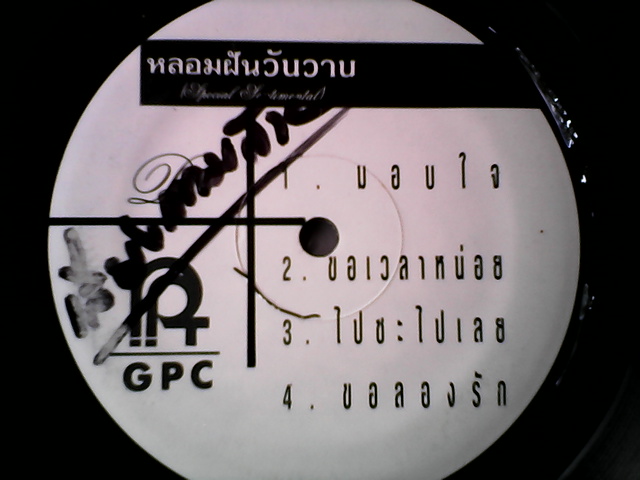 หลอมฝันวันวาน
(Special Sentimental)
1. มอบใจ
2. ขอเวลาหน่อย
3. ไปซะไปเลย
4. ขอลองรัก
GPC